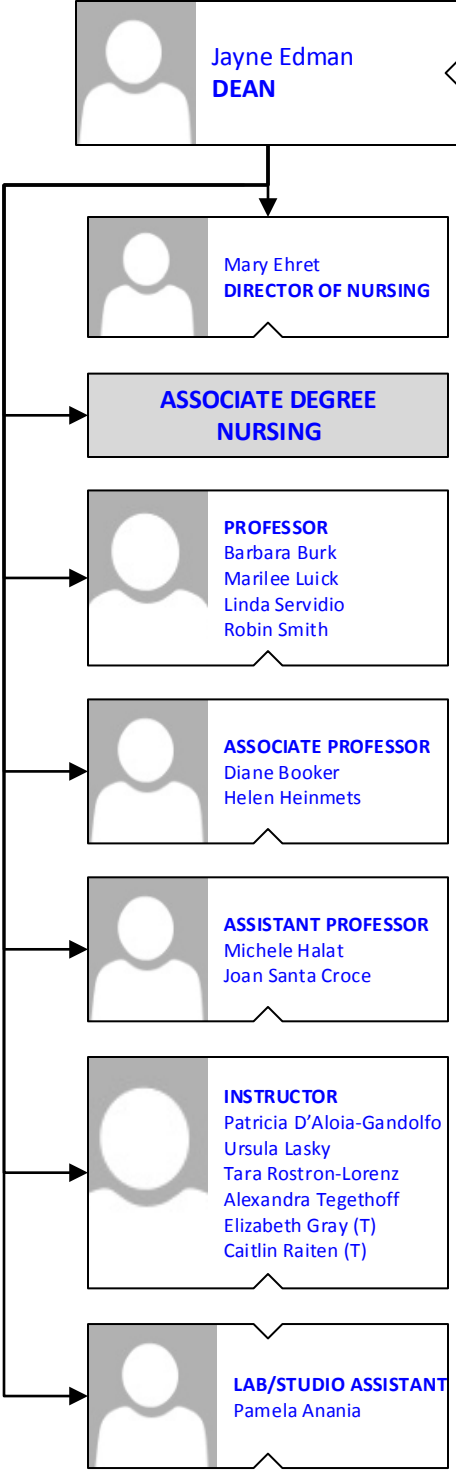 Jayne Edman
DEAN
Mary Ehret
DIRECTOR OF NURSING
ASSOCIATE DEGREE
NURSING
PROFESSOR
Barbara Burk
Marilee Luick
Linda Servidio
Robin Smith
ASSOCIATE PROFESSOR
Diane Booker
Helen Heinmets
ASSISTANT PROFESSOR
Michele Halat
Joan Santa Croce
INSTRUCTOR
Patricia D’Aloia-Gandolfo
Ursula Lasky
Tara Rostron-Lorenz
Alexandra Tegethoff
Elizabeth Gray (T)
Caitlin Raiten (T)
LAB/STUDIO ASSISTANT
Pamela Anania